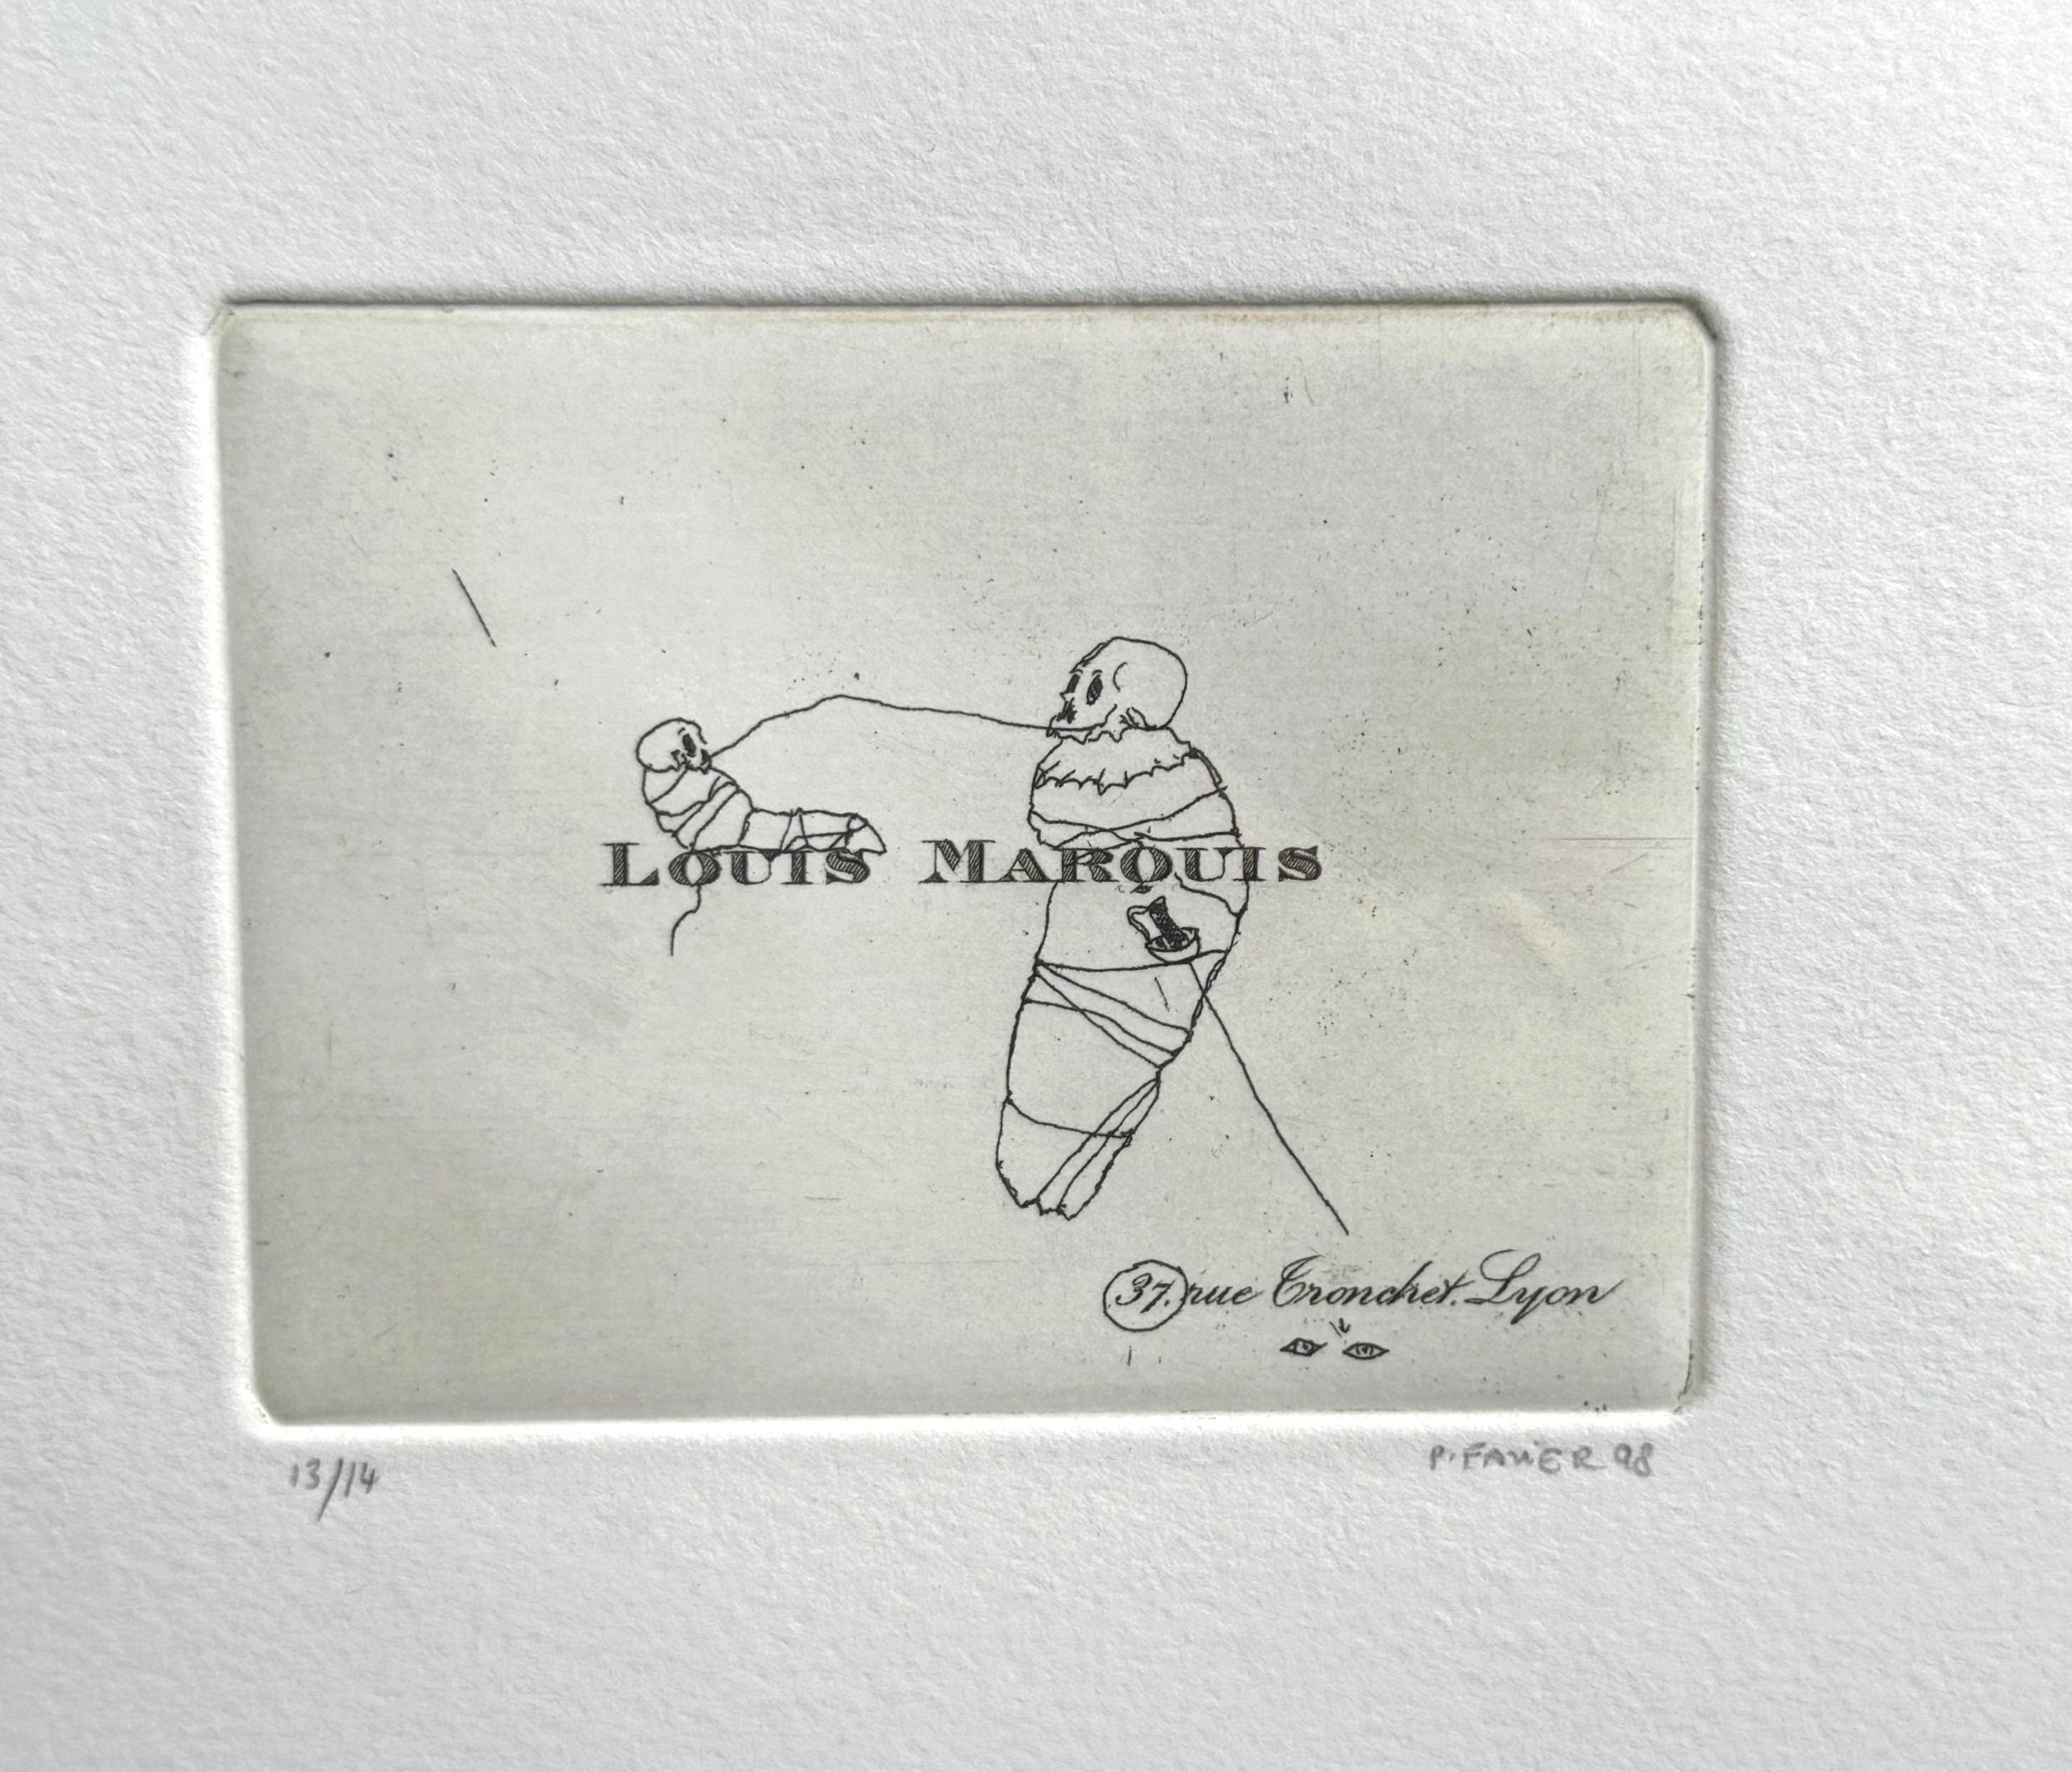 LOUIS MARQUIS
37. rue Tronchet. Lyon
13/14 P. FAVIER 98